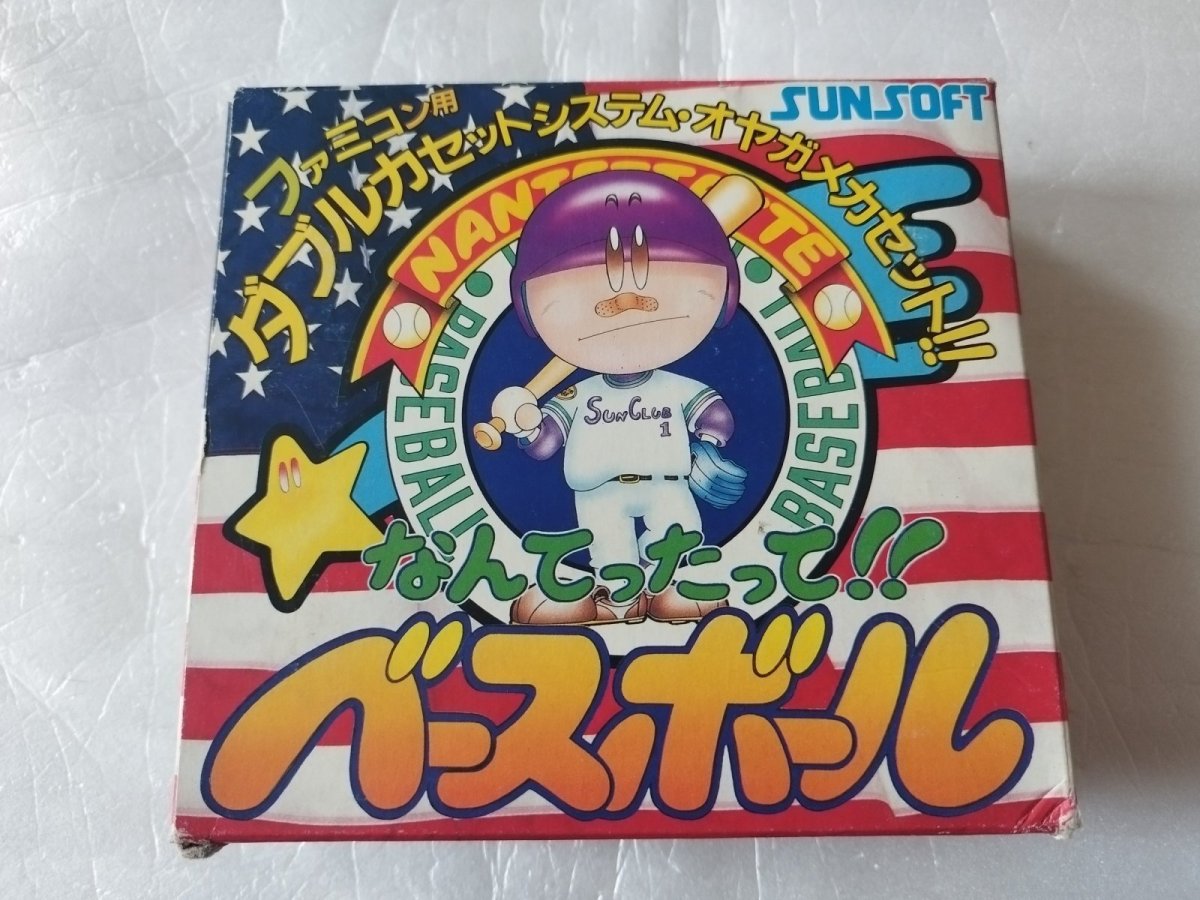 SUNSOFT
ファミコン用
ダブルカセットシステム・オヤガメカセット!!
NANTETTATTE
BASEBALL
BASEBALL
SUN CLUB
1
なんてったって!!
ベースボール